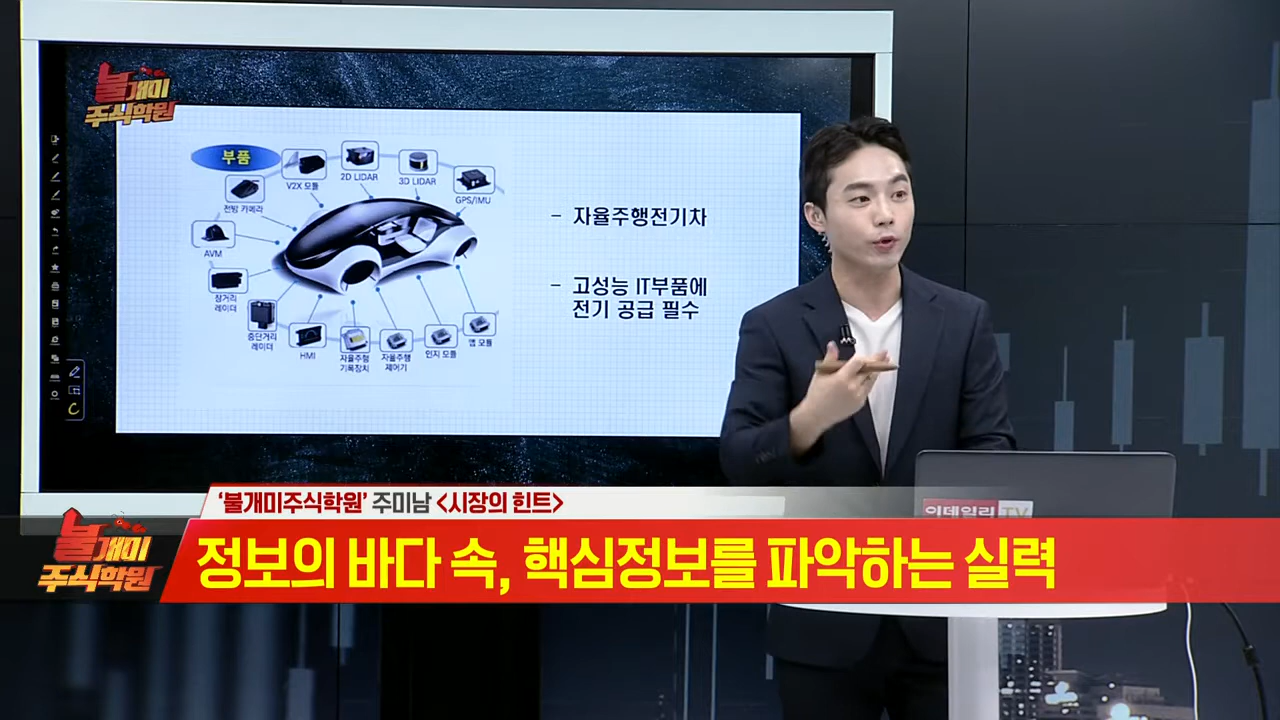 불개미
주식학원
부품
V2X 모듈
2D LIDAR
3D LIDAR
GPS/IMU
전방 카메라
AVM
장거리
레이더
중단거리
레이더
HMI
자율주행
기록장치
자율주행
제어기
인지 모듈
맵 모듈
- 자율주행전기차
- 고성능 IT부품에
전기 공급 필수
'불개미주식학원' 주미남 <시장의 힌트>
이데일리 TV
불개미
주식학원
정보의 바다 속, 핵심정보를 파악하는 실력